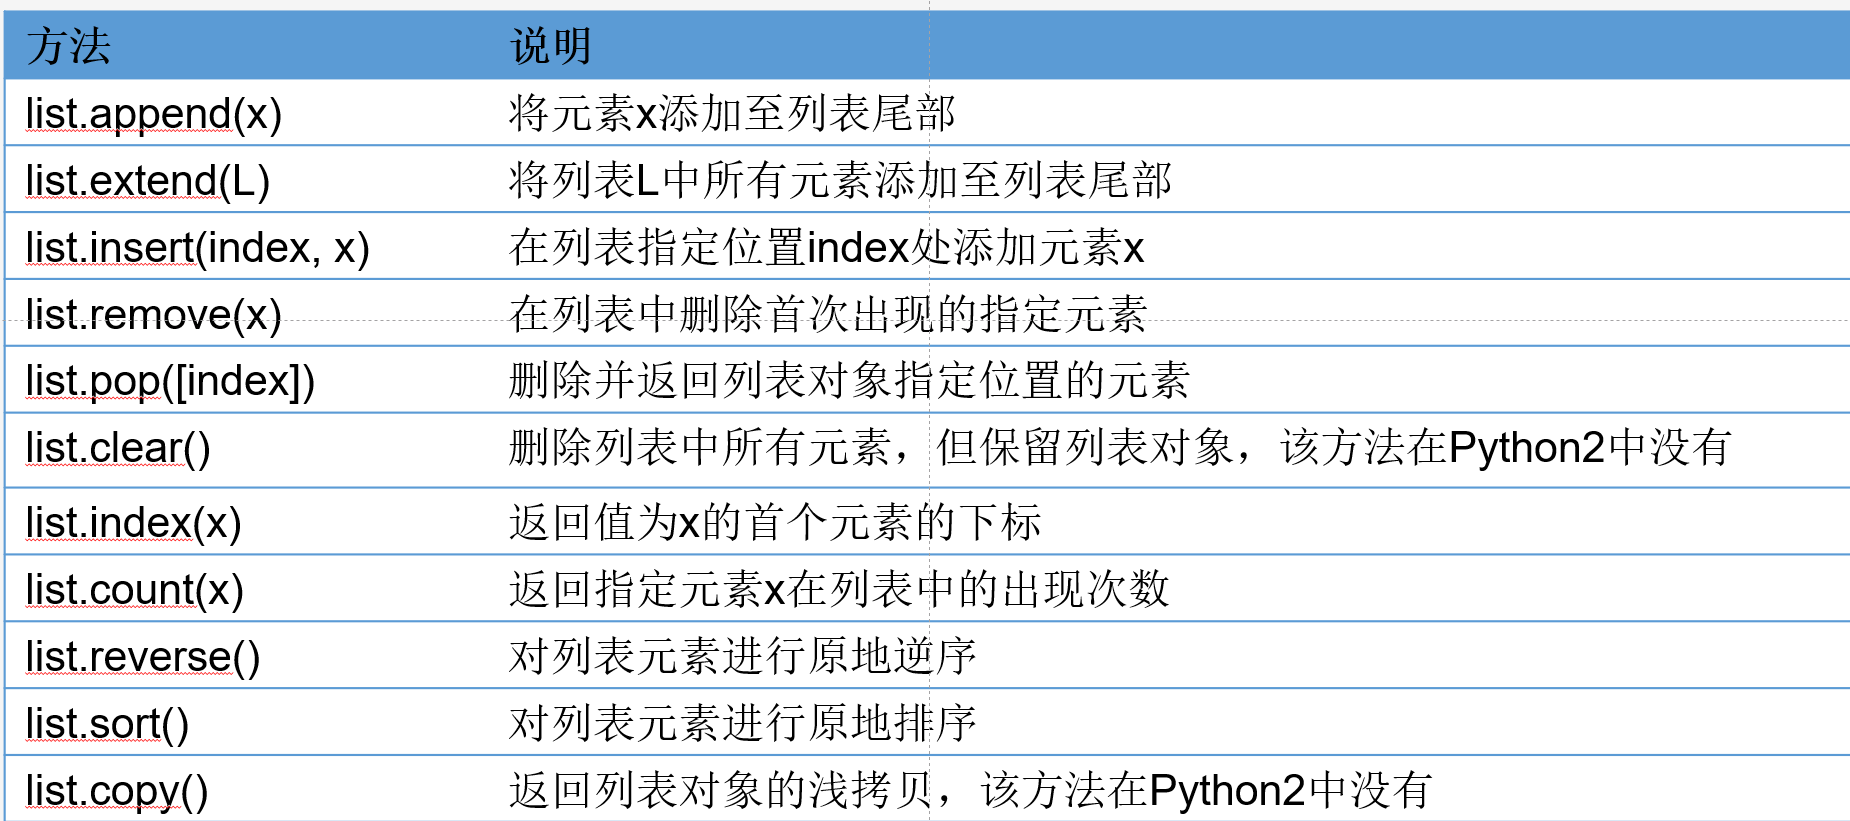 方法 说明
list.append(x) 将元素x添加至列表尾部
list.extend(L) 将列表L中所有元素添加至列表尾部
list.insert(index, x) 在列表指定位置index处添加元素x
list.remove(x) 在列表中删除首次出现的指定元素
list.pop([index]) 删除并返回列表对象指定位置的元素
list.clear() 删除列表中所有元素，但保留列表对象，该方法在Python2中没有
list.index(x) 返回值为x的首个元素的下标
list.count(x) 返回指定元素x在列表中的出现次数
list.reverse() 对列表元素进行原地逆序
list.sort() 对列表元素进行原地排序
list.copy() 返回列表对象的浅拷贝，该方法在Python2中没有